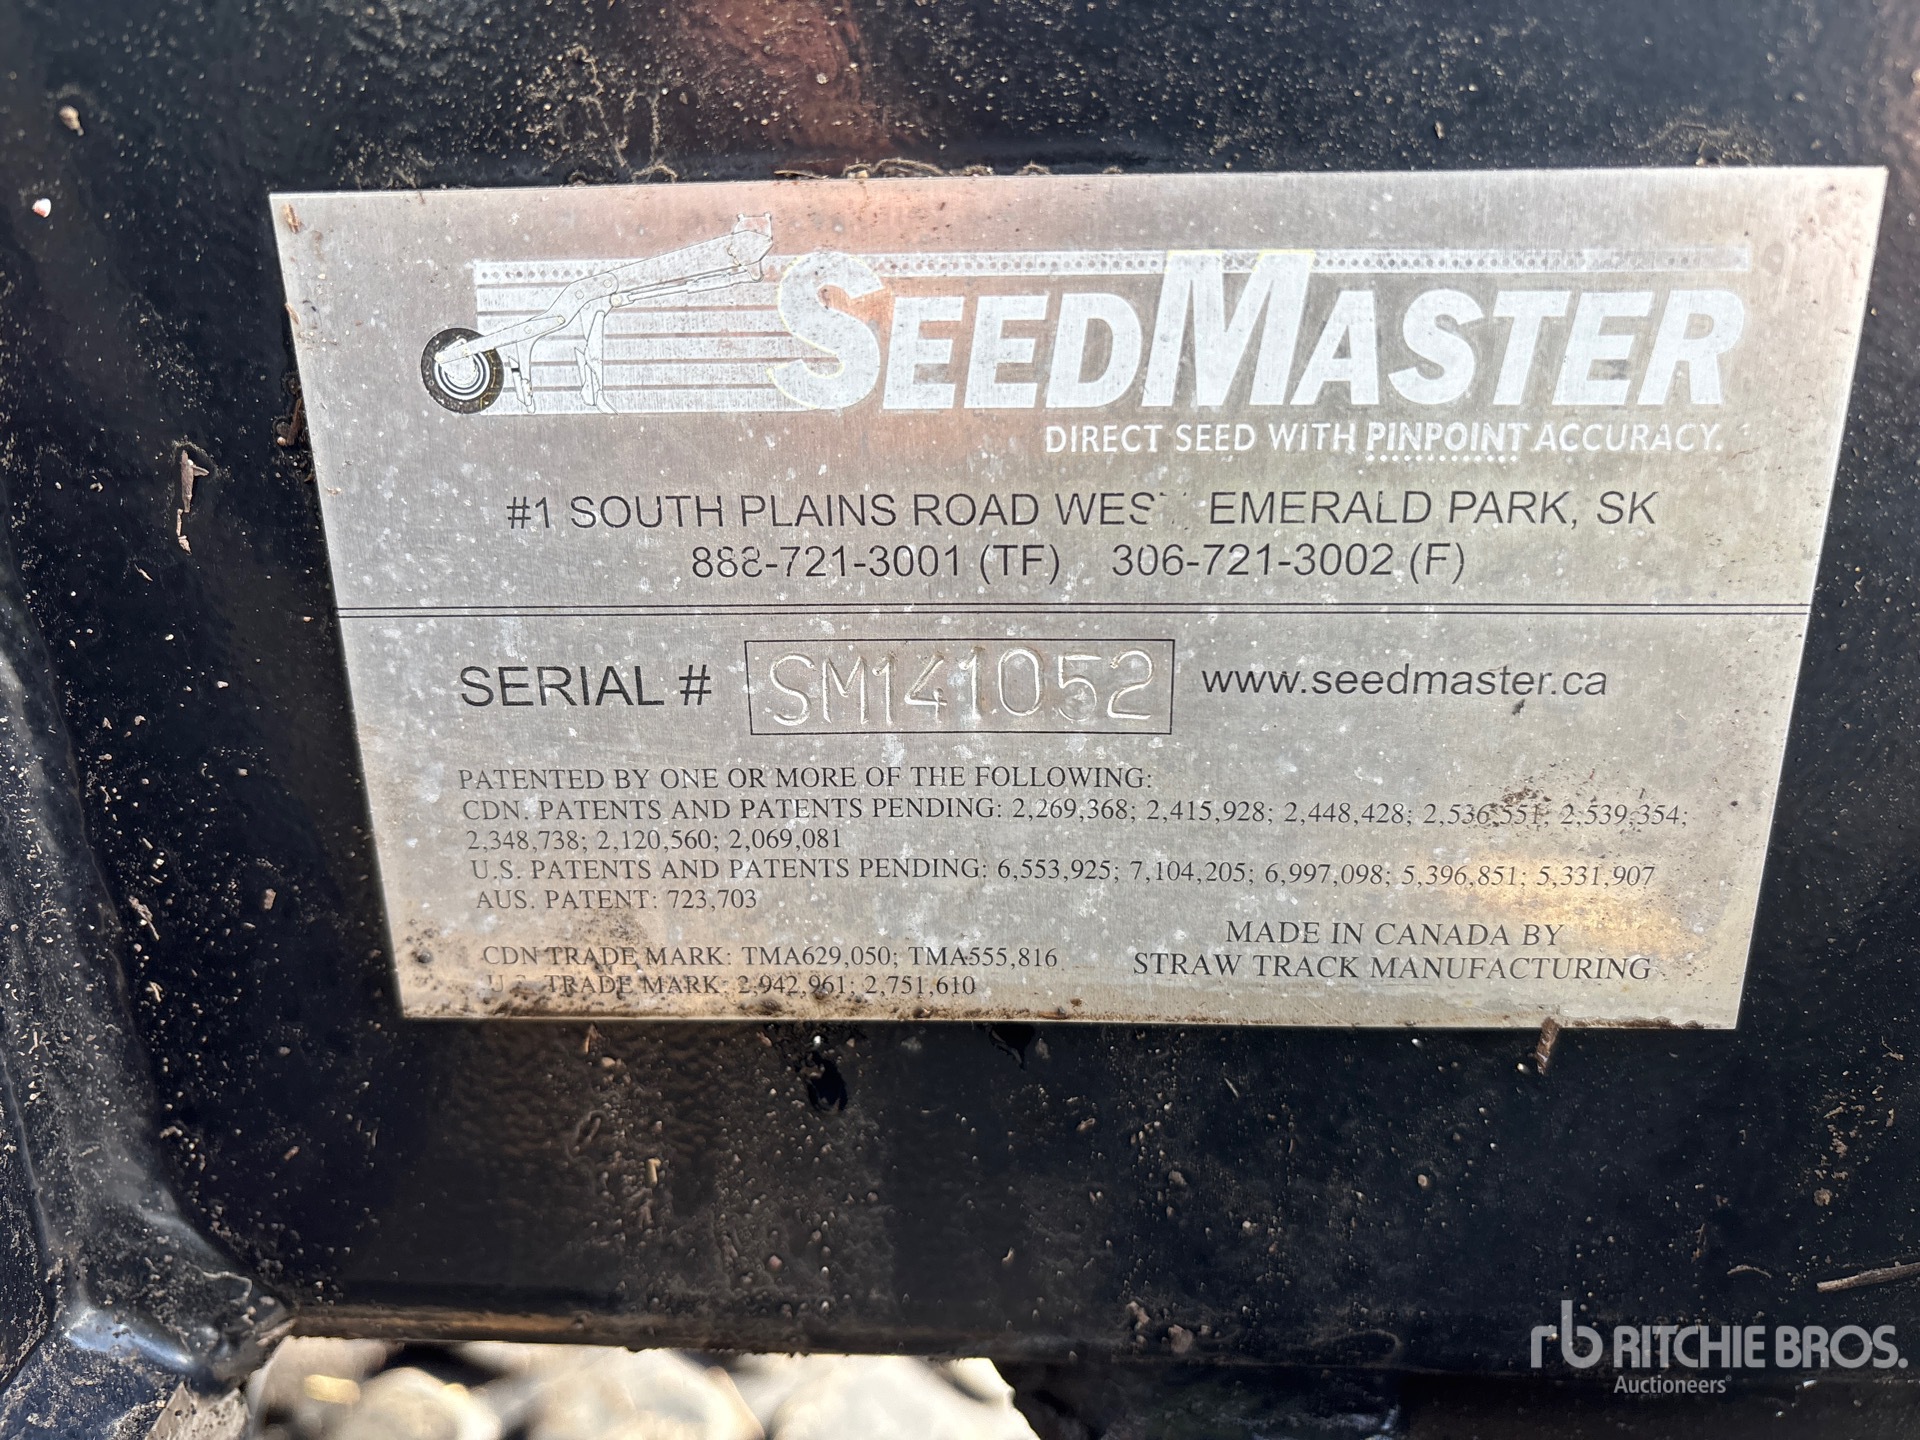 SEEDMASTER
DIRECT SEED WITH PINPOINT ACCURACY.
#1 SOUTH PLAINS ROAD WEST EMERALD PARK, SK
888-721-3001 (TF) 306-721-3002 (F)
SERIAL # SM141052 www.seedmaster.ca
PATENTED BY ONE OR MORE OF THE FOLLOWING:
CDN. PATENTS AND PATENTS PENDING: 2,269,368; 2,415,928; 2,448,428; 2,536,551; 2,539,354;
2,348,738; 2,120,560; 2,069,081
U.S. PATENTS AND PATENTS PENDING: 6,553,925; 7,104,205; 6,997,098; 5,396,851; 5,331,907
AUS. PATENT: 723,703
CDN TRADE MARK: TMA629,050; TMA555,816
U.S. TRADE MARK: 2,942,961; 2,751,610
MADE IN CANADA BY
STRAW TRACK MANUFACTURING
rb RITCHIE BROS.
Auctioneers